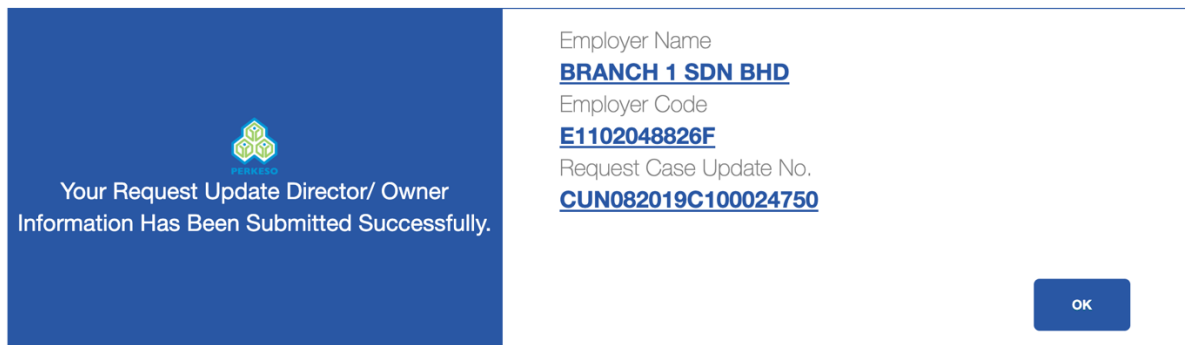 PERKESO
Your Request Update Director/ Owner
Information Has Been Submitted Successfully.
Employer Name
BRANCH 1 SDN BHD
Employer Code
E1102048826F
Request Case Update No.
CUN082019C100024750
OK